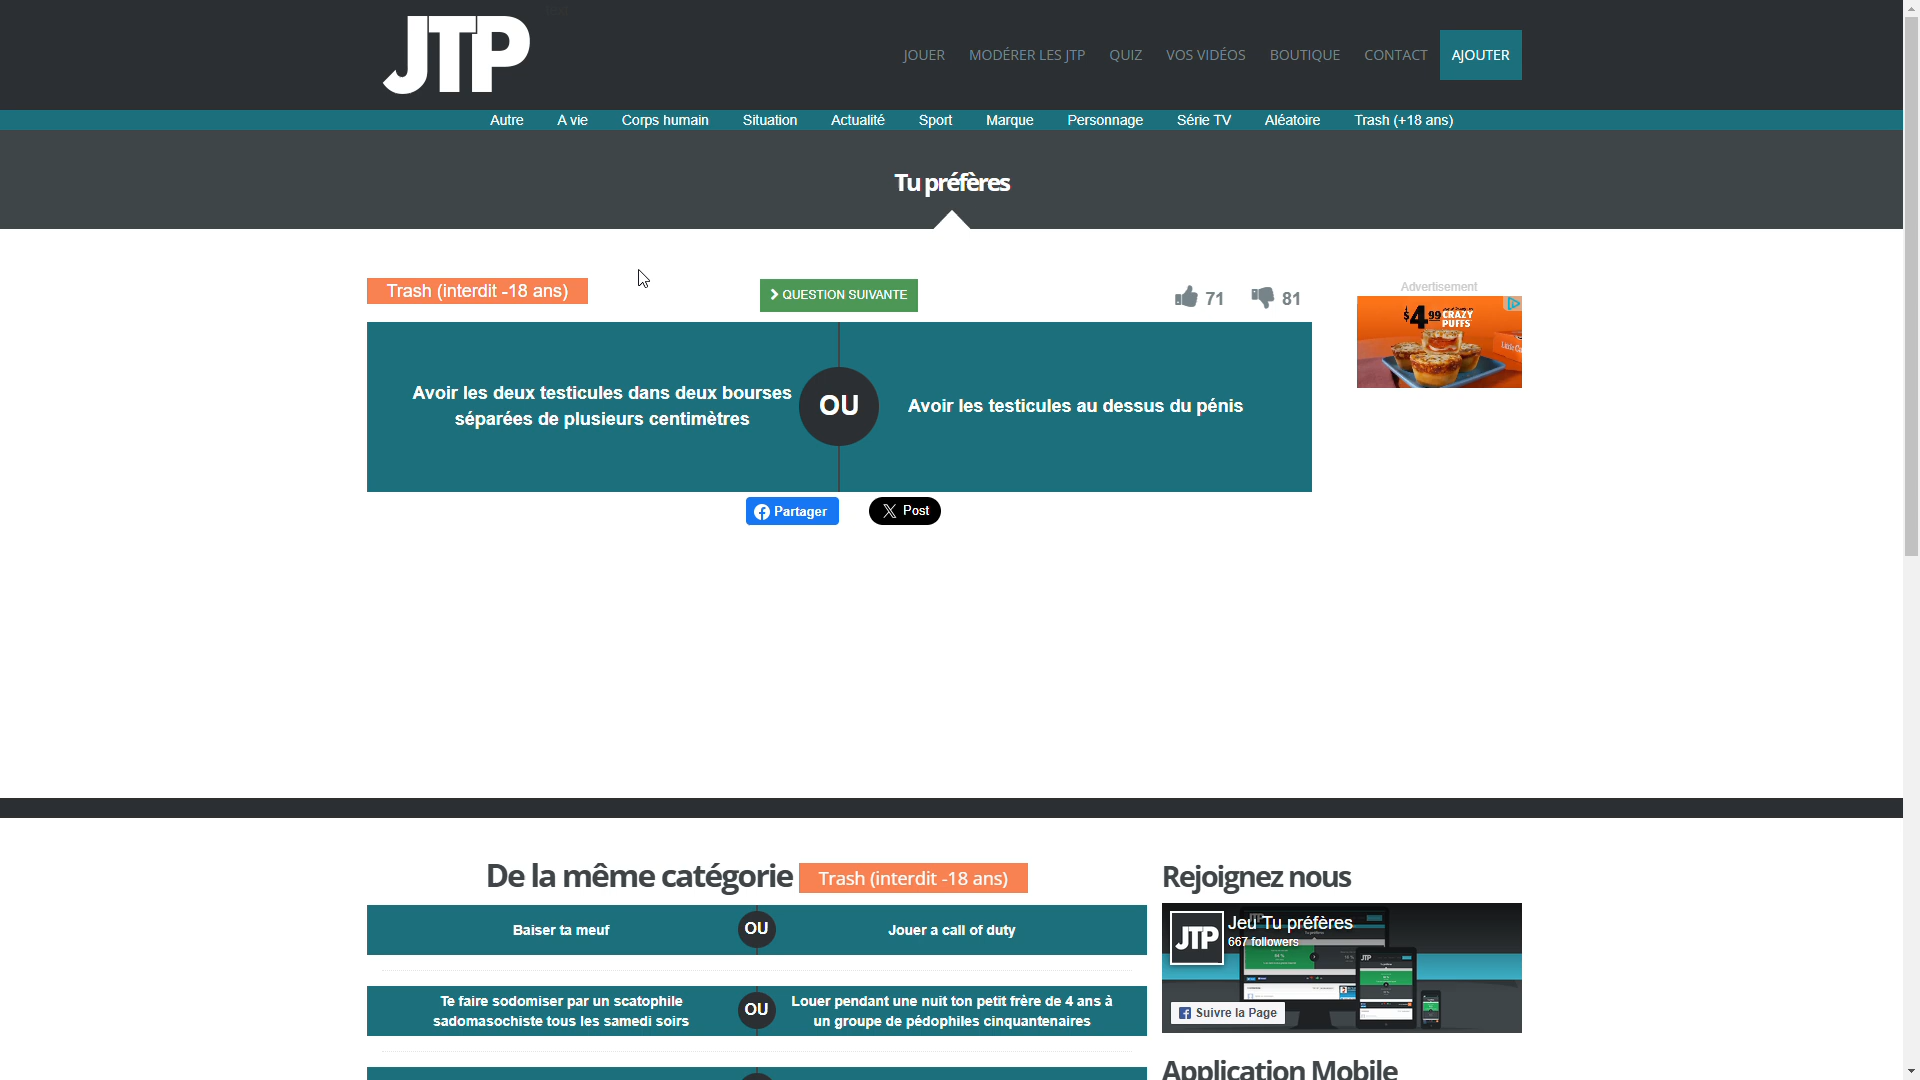 JTP
JOUER MODÉRER LES JTP QUIZ VOS VIDÉOS BOUTIQUE CONTACT AJOUTER
Autre A vie Corps humain Situation Actualité Sport Marque Personnage Série TV Aléatoire Trash (+18 ans)
Tu préfères
Trash (interdit -18 ans)
QUESTION SUIVANTE
71 81
Avoir les deux testicules dans deux bourses
séparées de plusieurs centimètres
OU
Avoir les testicules au dessus du pénis
Partager
Post
Advertisement
$4.99 CRAZY
PUFFS
De la même catégorie Trash (interdit -18 ans)
Baiser ta meuf OU Jouer a call of duty
Te faire sodomiser par un scatophile
sadomasochiste tous les samedi soirs
OU
Louer pendant une nuit ton petit frère de 4 ans à
un groupe de pédophiles cinquantenaires
Rejoignez nous
JTP
Jeu Tu préfères
667 followers
Suivre la Page
Application Mobile